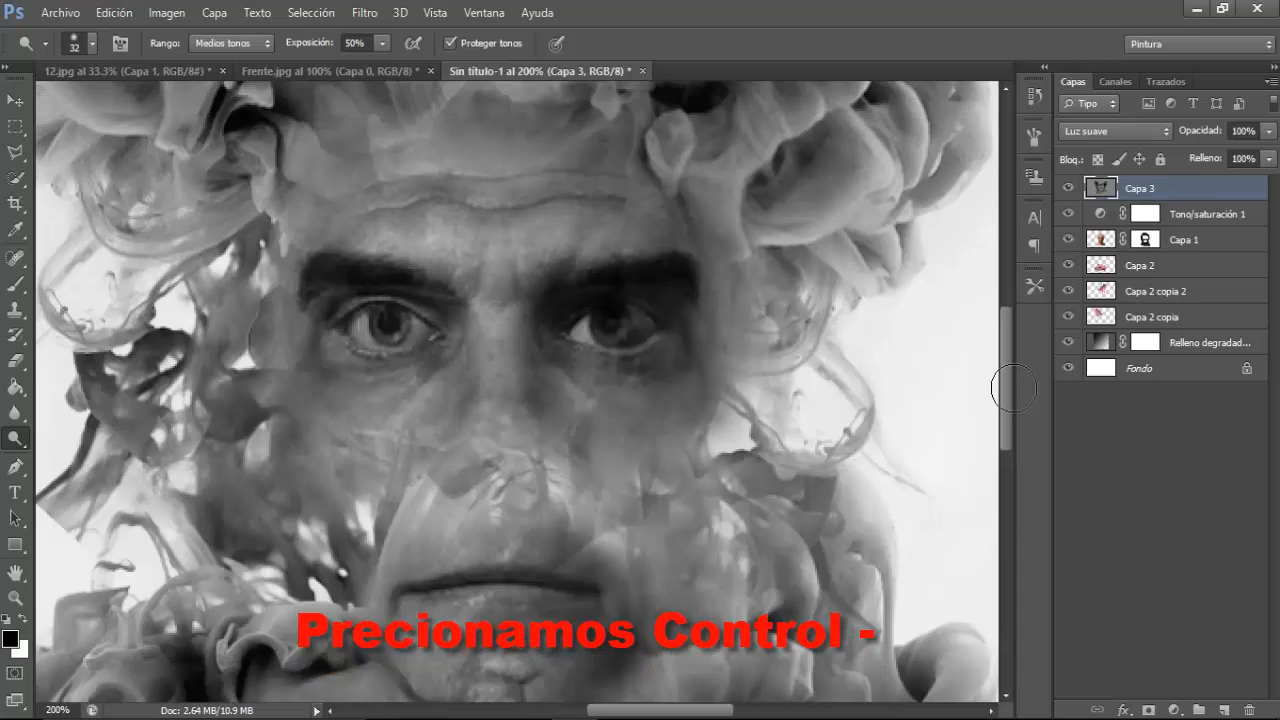 Ps Archivo Edición Imagen Capa Texto Selección Filtro 3D Vista Ventana Ayuda
32 Rango: Medios tonos Exposición: 50% Proteger tonos Pintura
12.jpg al 33.3% (Capa 1, RGB/8#) * × Frente.jpg al 100% (Capa 0, RGB/8) * × Sin título-1 al 200% (Capa 3, RGB/8) * ×
Capas Canales Trazados
Tipo
Luz suave Opacidad: 100%
Bloq.: Relleno: 100%
Capa 3
Tono/saturación 1
Capa 1
Capa 2
Capa 2 copia 2
Capa 2 copia
Relleno degradad...
Fondo
Precionamos Control -
200% Doc: 2.64 MB/10.9 MB